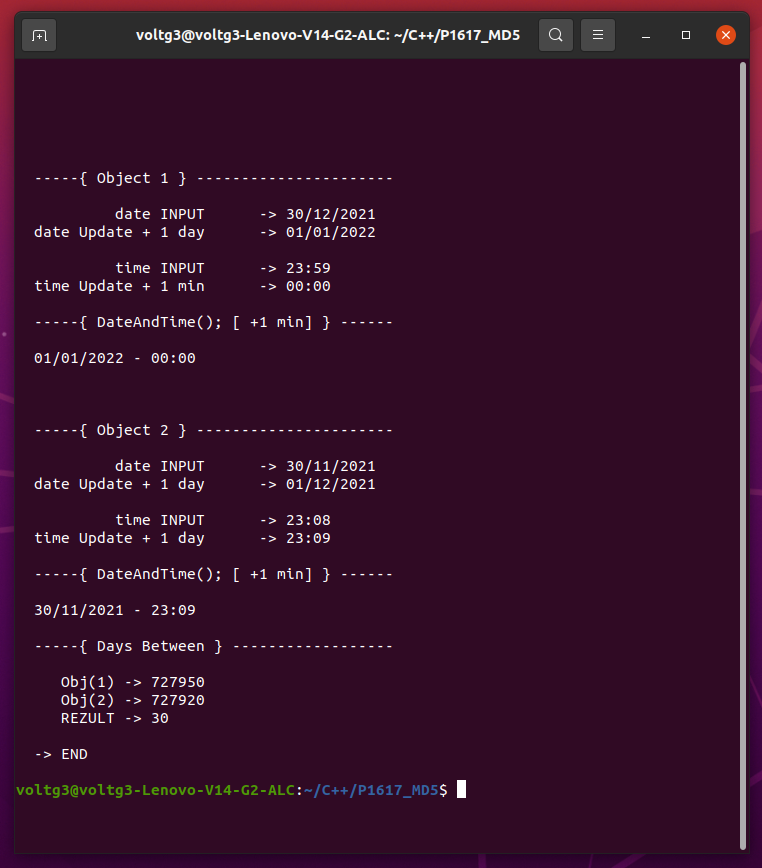 voltg3@voltg3-Lenovo-V14-G2-ALC: ~/C++/P1617_MD5
-----{ Object 1 } ----------------------
date INPUT      -> 30/12/2021
date Update + 1 day      -> 01/01/2022
time INPUT      -> 23:59
time Update + 1 min      -> 00:00
-----{ DateAndTime(); [ +1 min] } ------
01/01/2022 - 00:00
-----{ Object 2 } ----------------------
date INPUT      -> 30/11/2021
date Update + 1 day      -> 01/12/2021
time INPUT      -> 23:08
time Update + 1 day      -> 23:09
-----{ DateAndTime(); [ +1 min] } ------
30/11/2021 - 23:09
-----{ Days Between } ------------------
Obj(1) -> 727950
Obj(2) -> 727920
REZULT -> 30
-> END
voltg3@voltg3-Lenovo-V14-G2-ALC:~/C++/P1617_MD5$